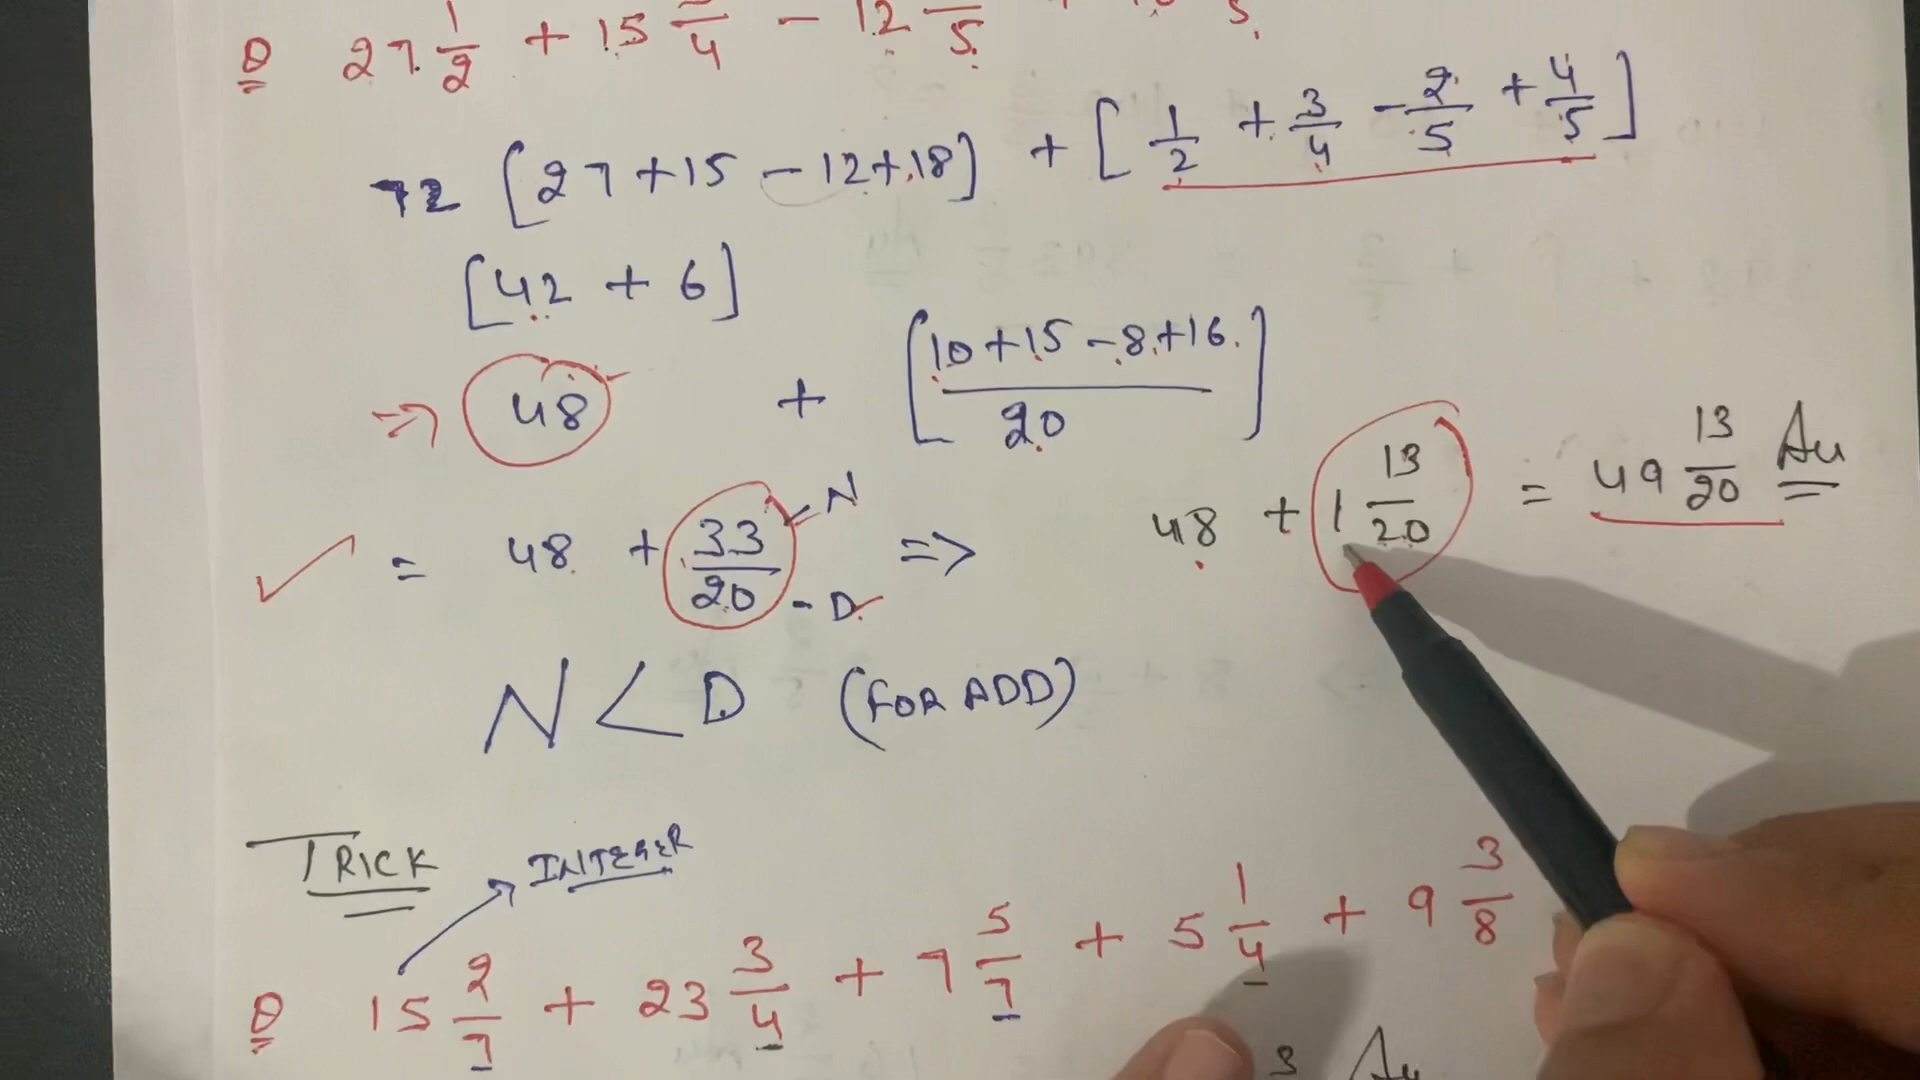 Q 27 1/2 + 15 /4 - 12 /5 5
[27+15-12+18] + [1/2 + 3/4 - 2/5 + 4/5]
[42 + 6]
⇒ 48 + [10+15-8+16/20]
✓ = 48 + 33/20 -N -D ⇒ 48 + 1 13/20 = 49 13/20 Au
N < D (FOR ADD)
TRICK INTEGER
Q 15 2/7 + 23 3/4 + 7 5/7 + 5 1/4 + 9 3/8
3 Au